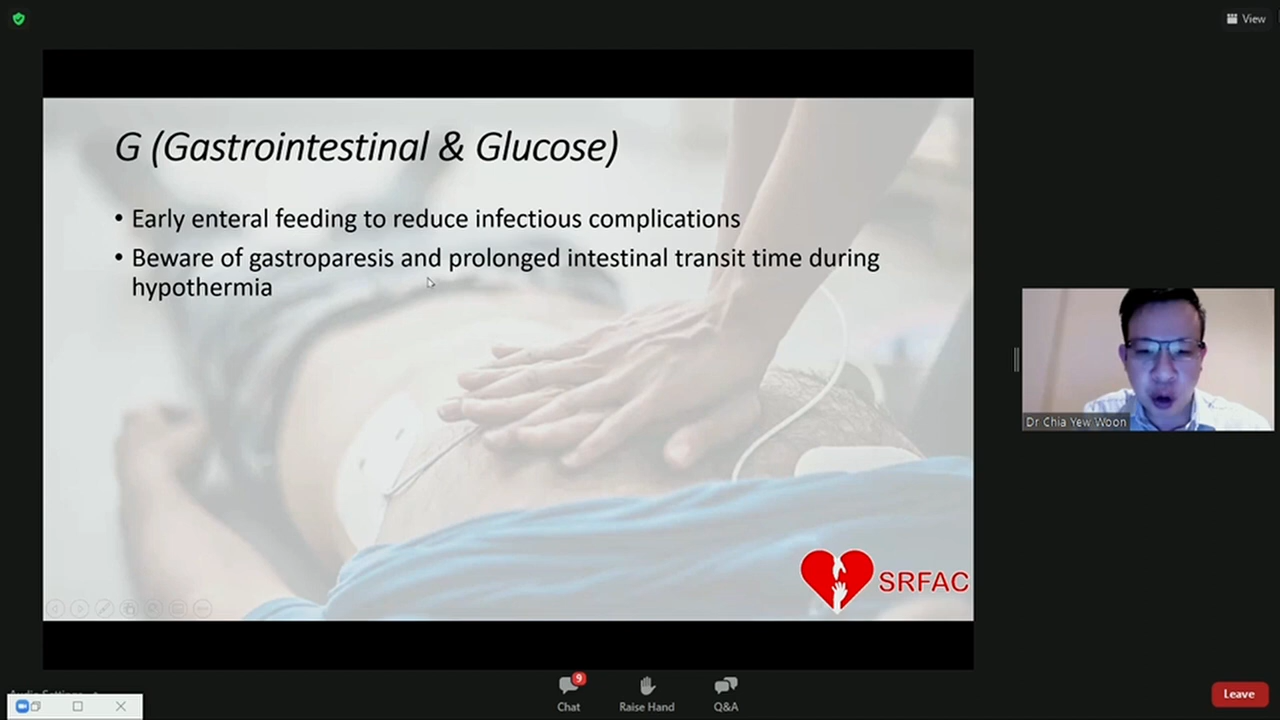 View
G (Gastrointestinal & Glucose)
• Early enteral feeding to reduce infectious complications
• Beware of gastroparesis and prolonged intestinal transit time during
hypothermia
Dr Chia Yew Woon
SRFAC
9
Chat
Raise Hand
Q&A
Leave